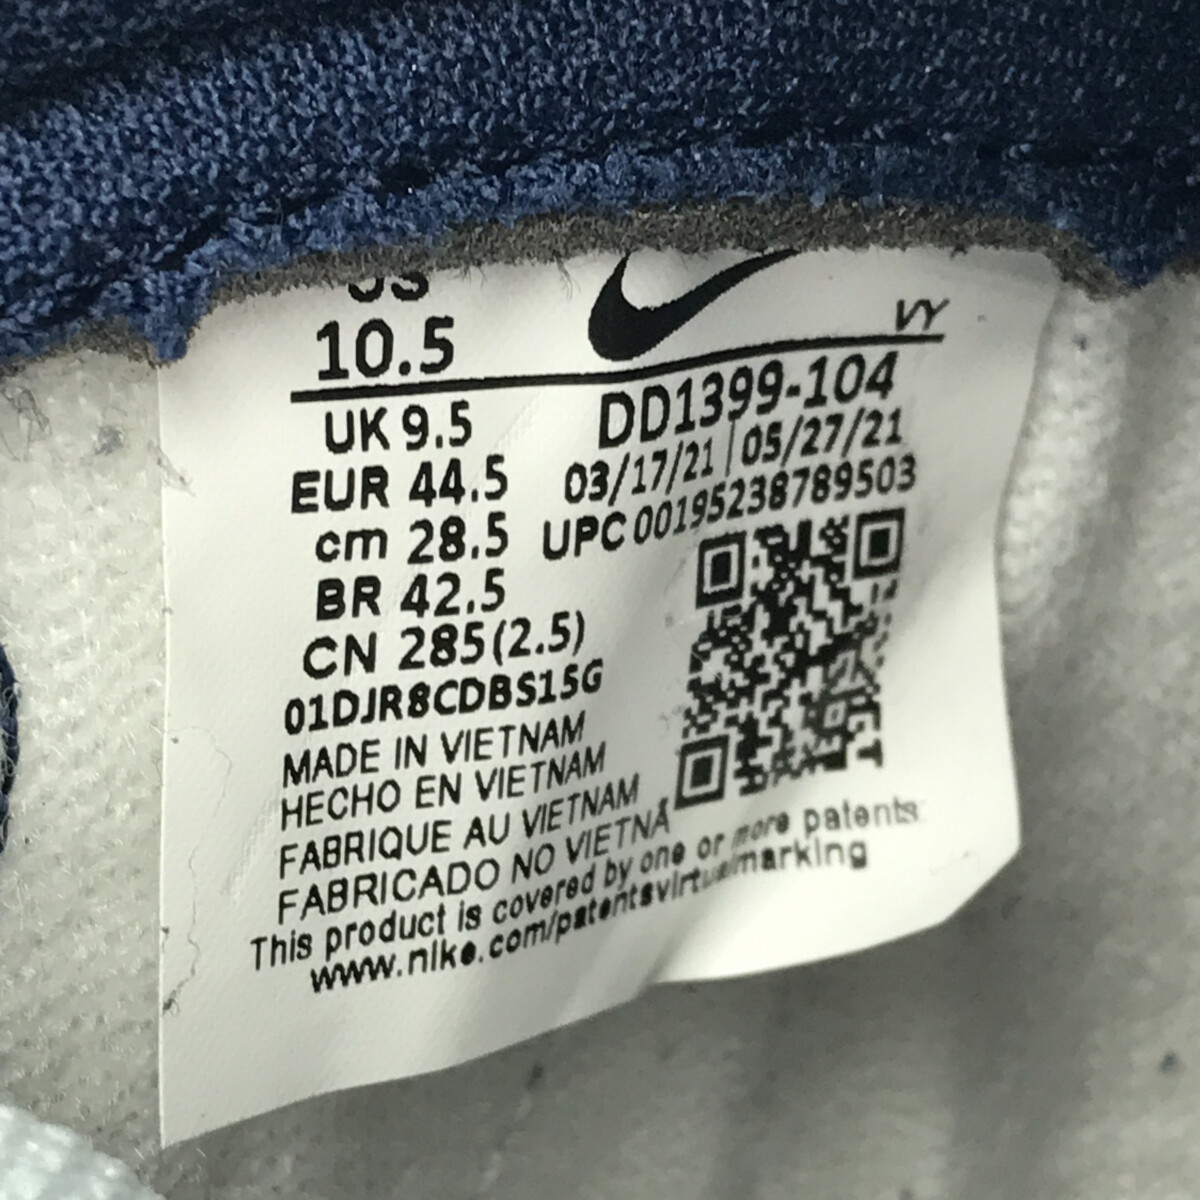 US
10.5
VY
UK 9.5
EUR 44.5
cm 28.5
BR 42.5
CN 285(2.5)
01DJR8CDBS15G
DD1399-104
03/17/21 | 05/27/21
UPC 00195238789503
MADE IN VIETNAM
HECHO EN VIETNAM
FABRIQUE AU VIETNAM
FABRICADO NO VIETNÃ
This product is covered by one or more patents:
www.nike.com/patentsvirtualmarking